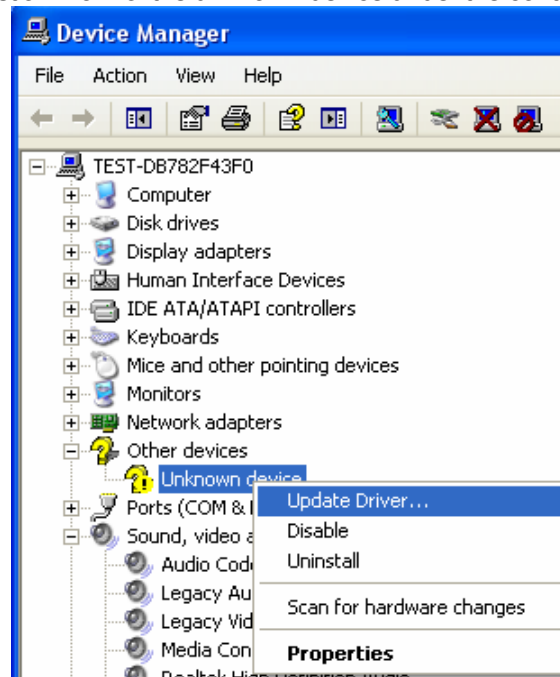 Device Manager
File Action View Help
TEST-DB782F43F0
Computer
Disk drives
Display adapters
Human Interface Devices
IDE ATA/ATAPI controllers
Keyboards
Mice and other pointing devices
Monitors
Network adapters
Other devices
Unknown device
Update Driver...
Ports (COM &
Disable
Sound, video a
Audio Cod
Uninstall
Legacy Au
Scan for hardware changes
Legacy Vid
Media Con
Properties